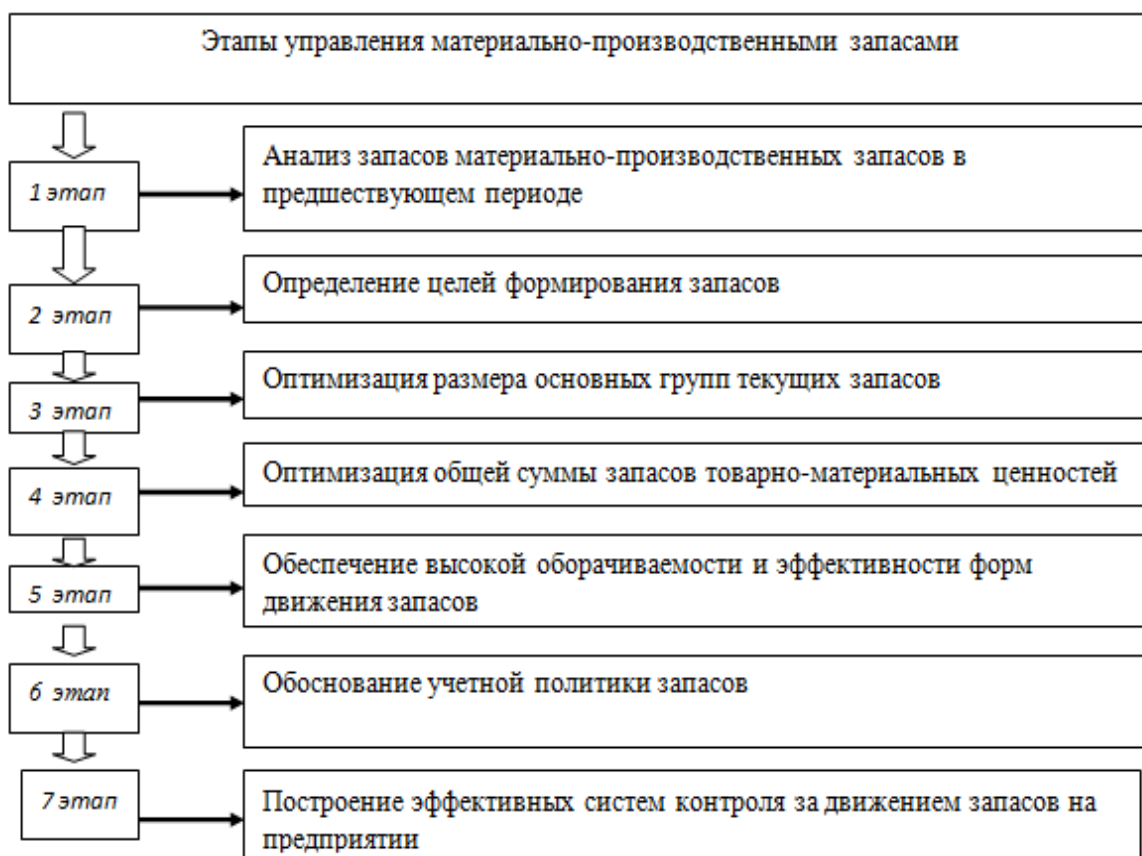 Этапы управления материально-производственными запасами
1 этап
Анализ запасов материально-производственных запасов в
предшествующем периоде
2 этап
Определение целей формирования запасов
3 этап
Оптимизация размера основных групп текущих запасов
4 этап
Оптимизация общей суммы запасов товарно-материальных ценностей
5 этап
Обеспечение высокой оборачиваемости и эффективности форм
движения запасов
6 этап
Обоснование учетной политики запасов
7 этап
Построение эффективных систем контроля за движением запасов на
предприятии